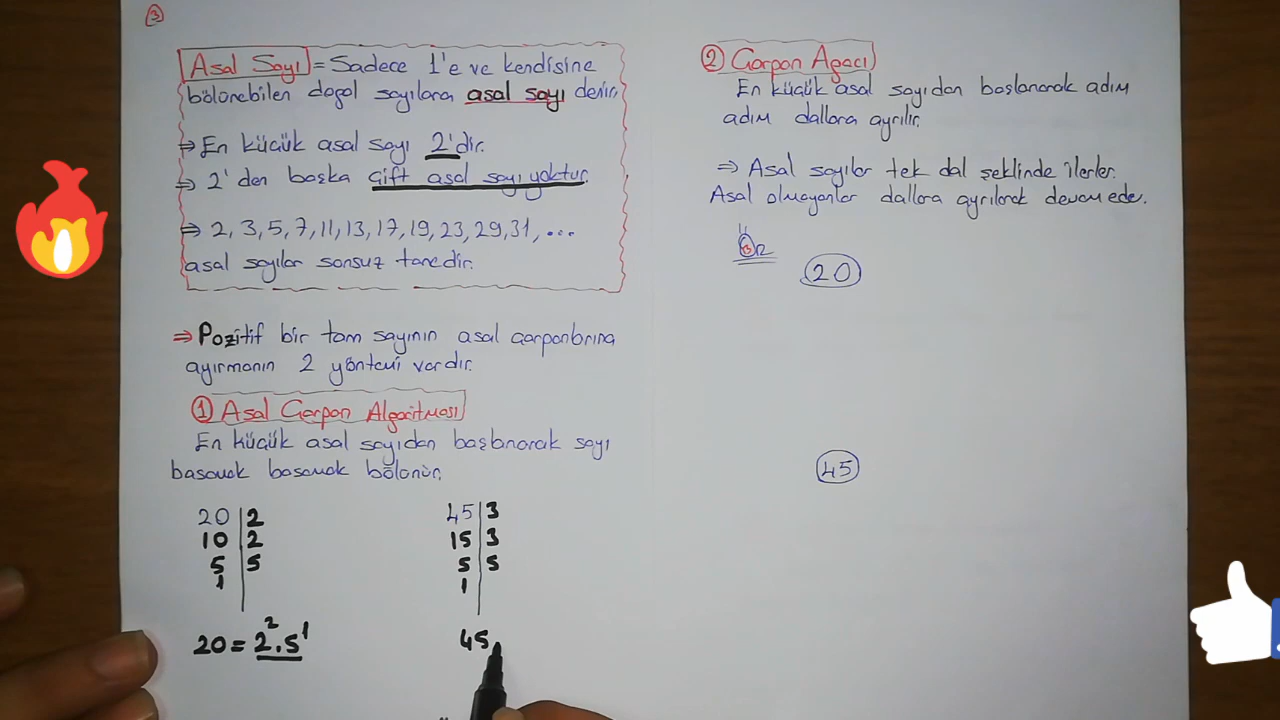 3
Asal Sayı = Sadece 1'e ve kendisine
bölünebilen doğal sayılara asal sayı denir.
⇒ En küçük asal sayı 2'dir.
⇒ 2'den başka çift asal sayı yoktur.
⇒ 2, 3, 5, 7, 11, 13, 17, 19, 23, 29, 31, ...
asal sayılar sonsuz tanedir.
⇒ Pozitif bir tam sayının asal çarpanlarına
ayırmanın 2 yöntemi vardır.
1 Asal Çarpan Algoritması
En küçük asal sayıdan başlanarak sayı
basamak basamak bölünür.
20 | 2
10 | 2
5 | 5
1
20 = 2².5¹
45 | 3
15 | 3
5 | 5
1
45
2 Çarpan Ağacı
En küçük asal sayıdan başlanarak adım
adım dallara ayrılır.
⇒ Asal sayılar tek dal şeklinde ilerler.
Asal olmayanlar dallara ayrılarak devam eder.
20
45